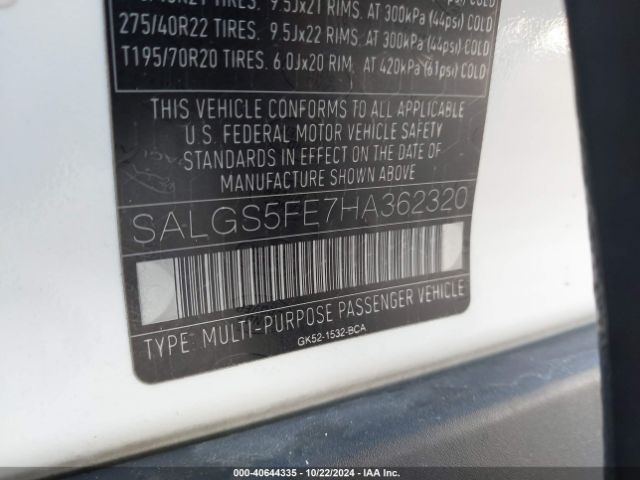 275/40R22 TIRES. 9.5Jx22 RIMS. AT 300kPa (44psi) COLD
T195/70R20 TIRES. 6.0Jx20 RIM, AT 420kPa (61psi) COLD
THIS VEHICLE CONFORMS TO ALL APPLICABLE
U.S. FEDERAL MOTOR VEHICLE SAFETY
STANDARDS IN EFFECT ON THE DATE OF
MANUFACTURE SHOWN ABOVE
SALGS5FE7HA362320
TYPE: MULTI-PURPOSE PASSENGER VEHICLE
GK52-1532-BCA
00-40644335 | 10/22/2024 - IAA Inc.